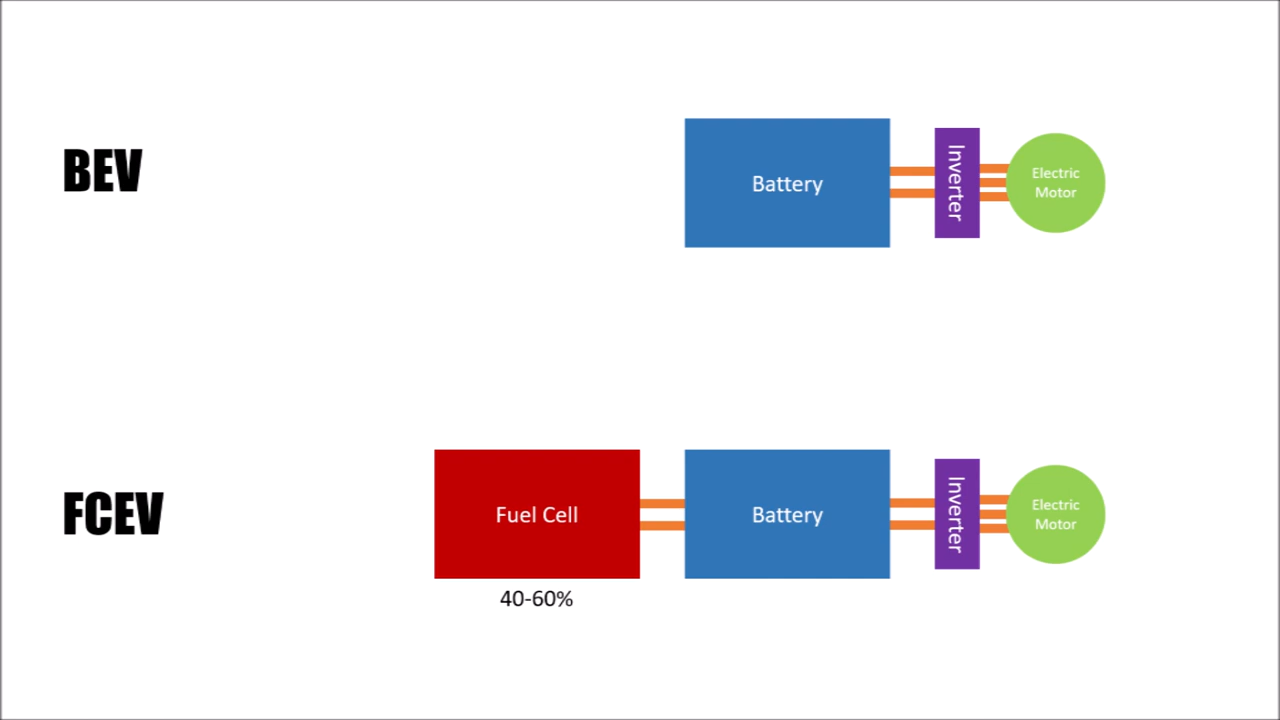 BEV
Battery
Inverter
Electric
Motor
FCEV
Fuel Cell
Battery
Inverter
Electric
Motor
40-60%